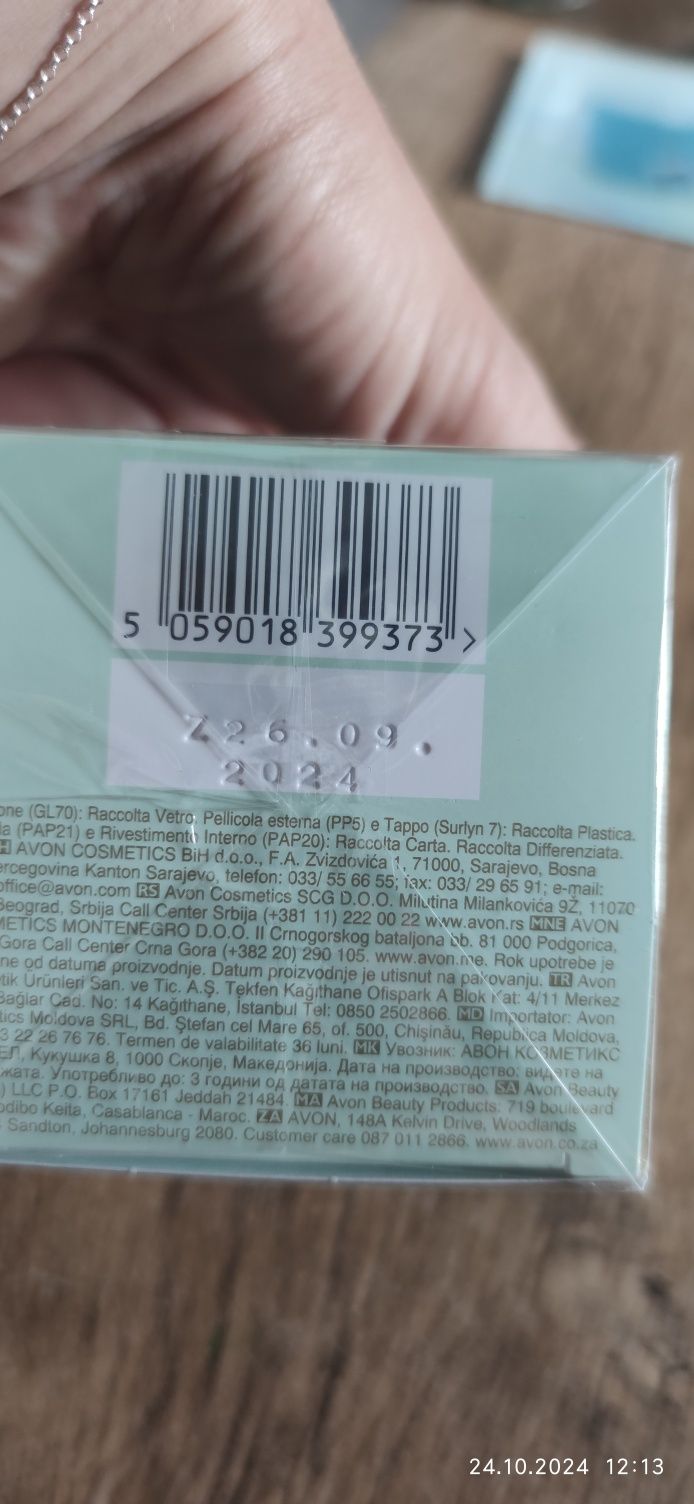 5 059018 399373 >
Z26.09.
2024
one (GL70): Raccolta Vetro, Pellicola esterna (PP5) e Tappo (Surlyn 7): Raccolta Plastica.
ia (PAP21) e Rivestimento Interno (PAP20): Raccolta Carta. Raccolta Differenziata.
H AVON COSMETICS BiH d.o.o., F.A. Zvizdovića 1, 71000, Sarajevo, Bosna
ercegovina Kanton Sarajevo, telefon: 033/ 55 66 55; fax: 033/ 29 65 91; e-mail:
office@avon.com RS Avon Cosmetics SCG D.O.O. Milutina Milankovića 9Ž, 11070
Beograd, Srbija Call Center Srbija (+381 11) 222 00 22 www.avon.rs MNE AVON
METICS MONTENEGRO D.O.O. II Crnogorskog bataljona bb. 81 000 Podgorica,
Gora Call Center Crna Gora (+382 20) 290 105. www.avon.me. Rok upotrebe je
ne od datuma proizvodnje. Datum proizvodnje je utisnut na pakovanju. TR Avon
tik Ürünleri San. ve Tic. A.Ş. Tekfen Kağıthane Ofispark A Blok Kat: 4/11 Merkez
Bağlar Cad. No: 14 Kağıthane, İstanbul Tel: 0850 2502866. MD Importator: Avon
tics Moldova SRL, Bd. Ştefan cel Mare 65, of. 500, Chişinău, Republica Moldova,
3 22 26 76 76. Termen de valabilitate 36 luni. MK Увозник: АВОН КОЗМЕТИКС
ЕЛ, Кукушка 8, 1000 Скопје, Македонија. Дата на производство: видете на
жата. Употребливо до: 3 години од датата на производство. SA Avon Beauty
) LLC P.O. Box 17161 Jeddah 21484. MA Avon Beauty Products: 719 boulevard
odibo Keita, Casablanca - Maroc. ZA AVON, 148A Kelvin Drive, Woodlands
Sandton, Johannesburg 2080. Customer care 087 011 2866. www.avon.co.za
24.10.2024 12:13